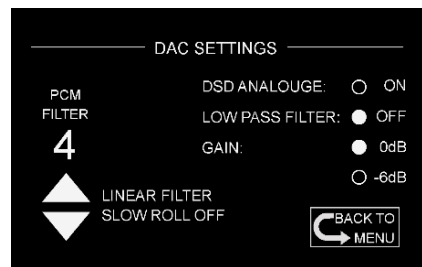 DAC SETTINGS
PCM
FILTER
4
DSD ANALOUGE: ON
LOW PASS FILTER: OFF
GAIN: 0dB
-6dB
LINEAR FILTER
SLOW ROLL OFF
BACK TO
MENU